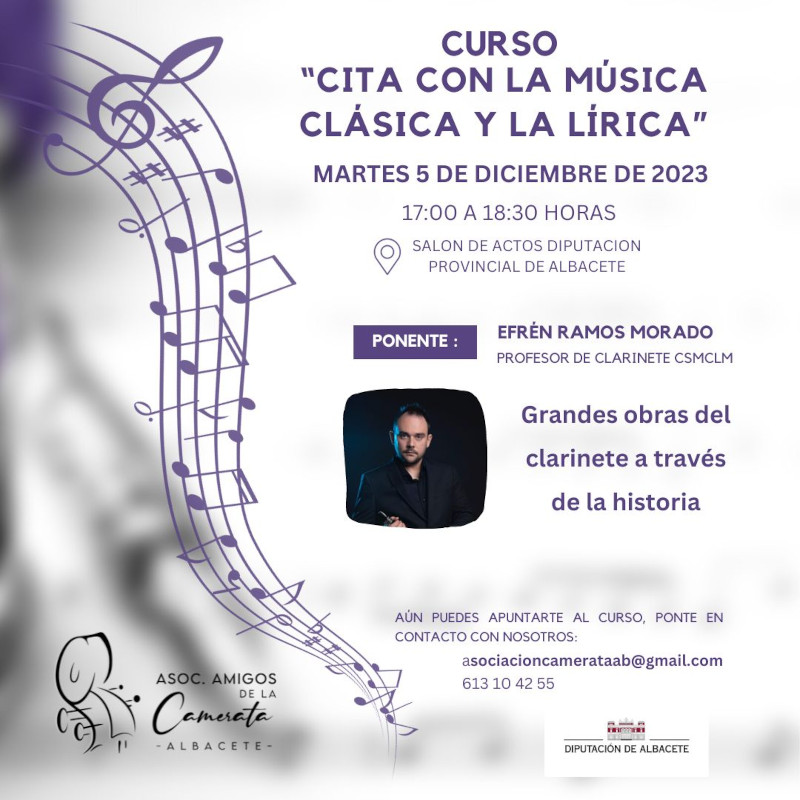 CURSO
“CITA CON LA MÚSICA
CLÁSICA Y LA LÍRICA”
MARTES 5 DE DICIEMBRE DE 2023
17:00 A 18:30 HORAS
SALON DE ACTOS DIPUTACION
PROVINCIAL DE ALBACETE
PONENTE :
EFRÉN RAMOS MORADO
PROFESOR DE CLARINETE CSMCLM
Grandes obras del
clarinete a través
de la historia
AÚN PUEDES APUNTARTE AL CURSO, PONTE EN
CONTACTO CON NOSOTROS:
asociacioncamerataab@gmail.com
613 10 42 55
ASOC. AMIGOS
DE LA
Camerata
-ALBACETE-
DIPUTACIÓN DE ALBACETE